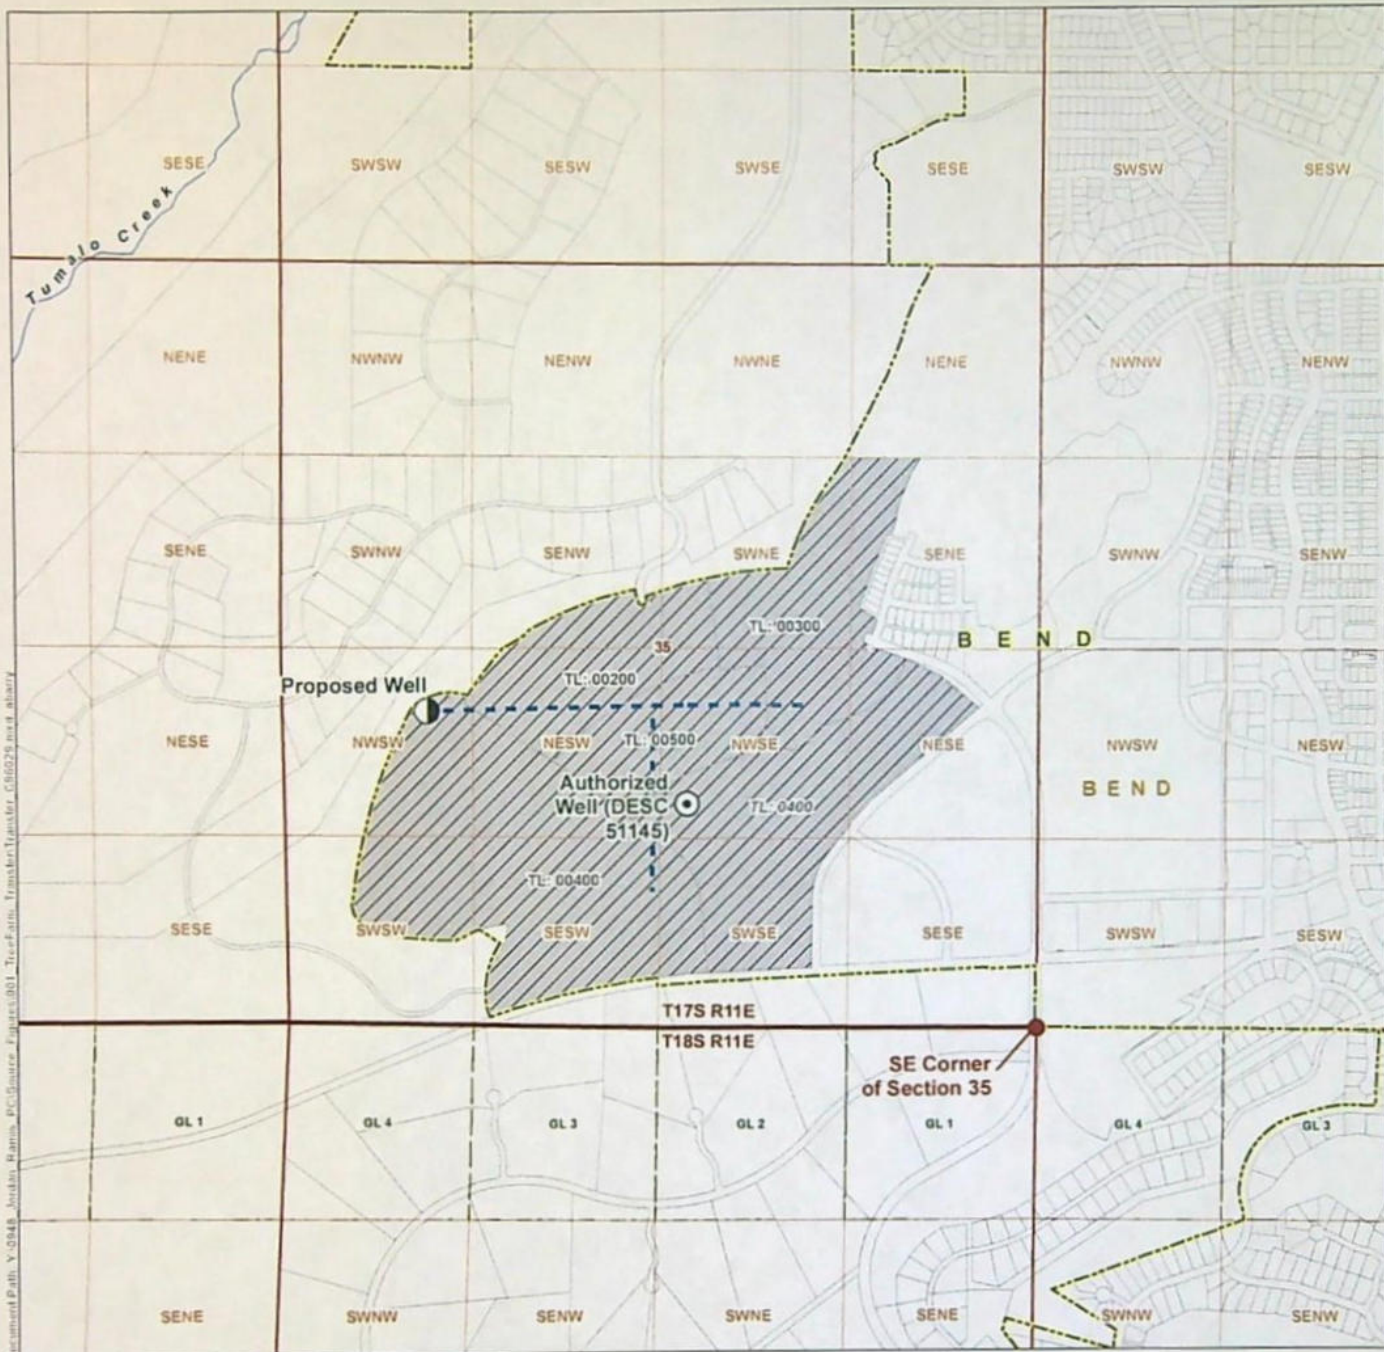 SESE SWSW SESW SWSE SESE SWSW SESW
Tumalo Creek
NENE NWNW NENW NWNE NENE NWNW NENW
SENE SWNW SENW SWNE SENE SWNW SENW
TL: 00300
B E N D
35
TL: 00200
Proposed Well
NESE NWSW NESW TL: 00500 NWSE NESE NWSW NESW
B E N D
Authorized
Well (DESC
51145)
TL: 0400
TL: 00400
SESE SWSW SESW SWSE SESE SWSW SESW
T17S R11E
T18S R11E
SE Corner
of Section 35
GL 1 GL 4 GL 3 GL 2 GL 1 GL 4 GL 3
SENE SWNW SENW SWNE SENE SWNW SENW